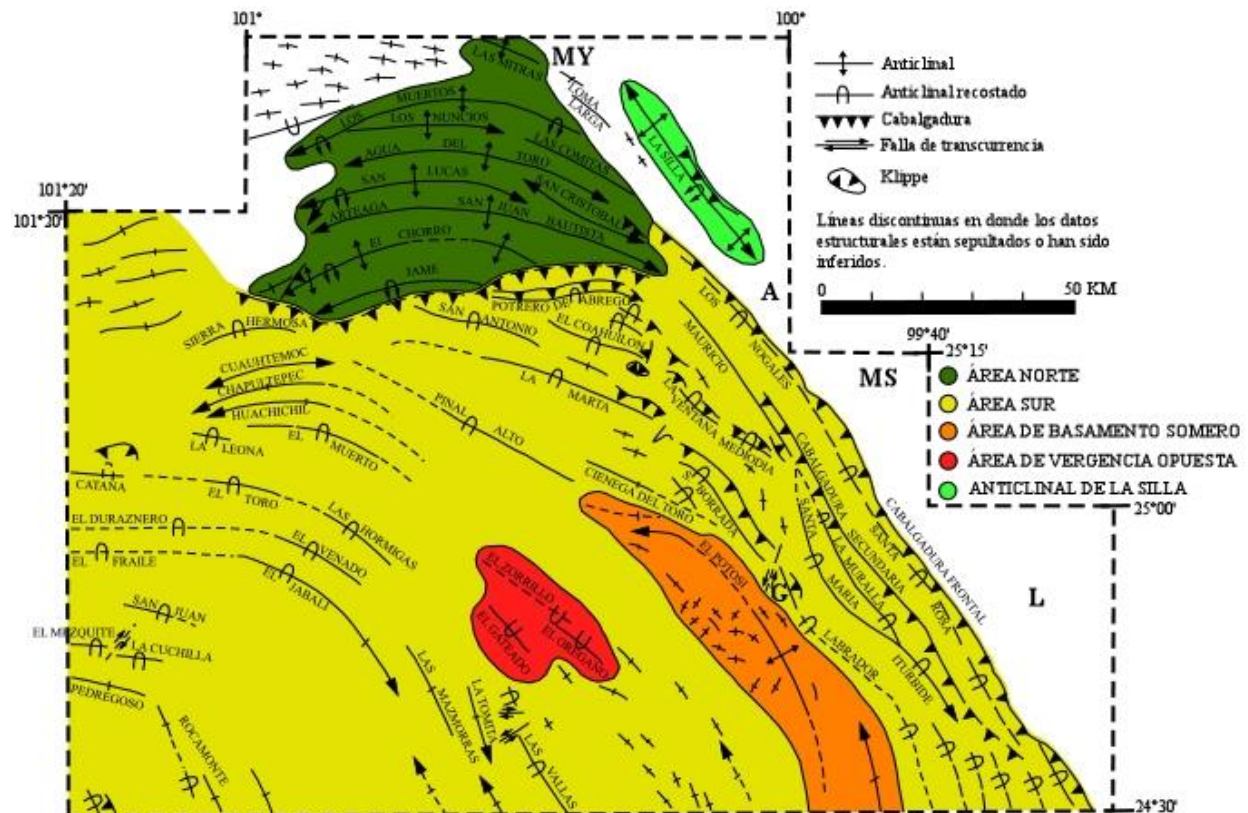 101°
100°
MY
LAS MITRAS
LOMA
LARGA
LOS MUERTOS
LOS NUNCIOS
LAS COMITAS
AGUA DEL TORO
SAN LUCAS
SAN CRISTOBAL
ARTEAGA SAN JUAN BAUTISTA
EL CHORRO
JAME
LA SILLA
Anticlinal
Anticlinal recostado
Cabalgadura
Falla de transcurrencia
Klippe
Líneas discontinuas en donde los datos
estructurales están sepultados o han sido
inferidos.
0 50 KM
101°20'
101°20'
A
99°40'
25°15'
MS
ÁREA NORTE
ÁREA SUR
ÁREA DE BASAMENTO SOMERO
ÁREA DE VERGENCIA OPUESTA
ANTICLINAL DE LA SILLA
25°00'
L
24°30'
POTRERO DE ABREGO
SAN ANTONIO
EL COAHUILON
SIERRA HERMOSA
CUAUHTEMOC
CHAPULTEPEC
HUACHICHIL
LA LEONA
EL MUERTO
LA MARTA
PINAL ALTO
LOS NOGALES
MAURICIO
LA VENTANA MEDIODIA
CABALGADURA SECUNDARIA
CABALGADURA FRONTAL
SANTA ROSA
SANTA MARIA
LA MURALLA
CIENEGA DEL TORO
S. BORRADA
CATANA
EL TORO
LAS HORMIGAS
EL DURAZNERO
EL VENADO
EL FRAILE
EL JABALI
EL POTOSI
G
EL ZORRILLO
EL OREGANO
EL GATEADO
SAN JUAN
EL MEZQUITE
LA CUCHILLA
PEDREGOSO
ROCAMONTE
LAS MAZMORRAS
LA TOMITA
LAS VALLAS
LABRADOR
ITURBIDE